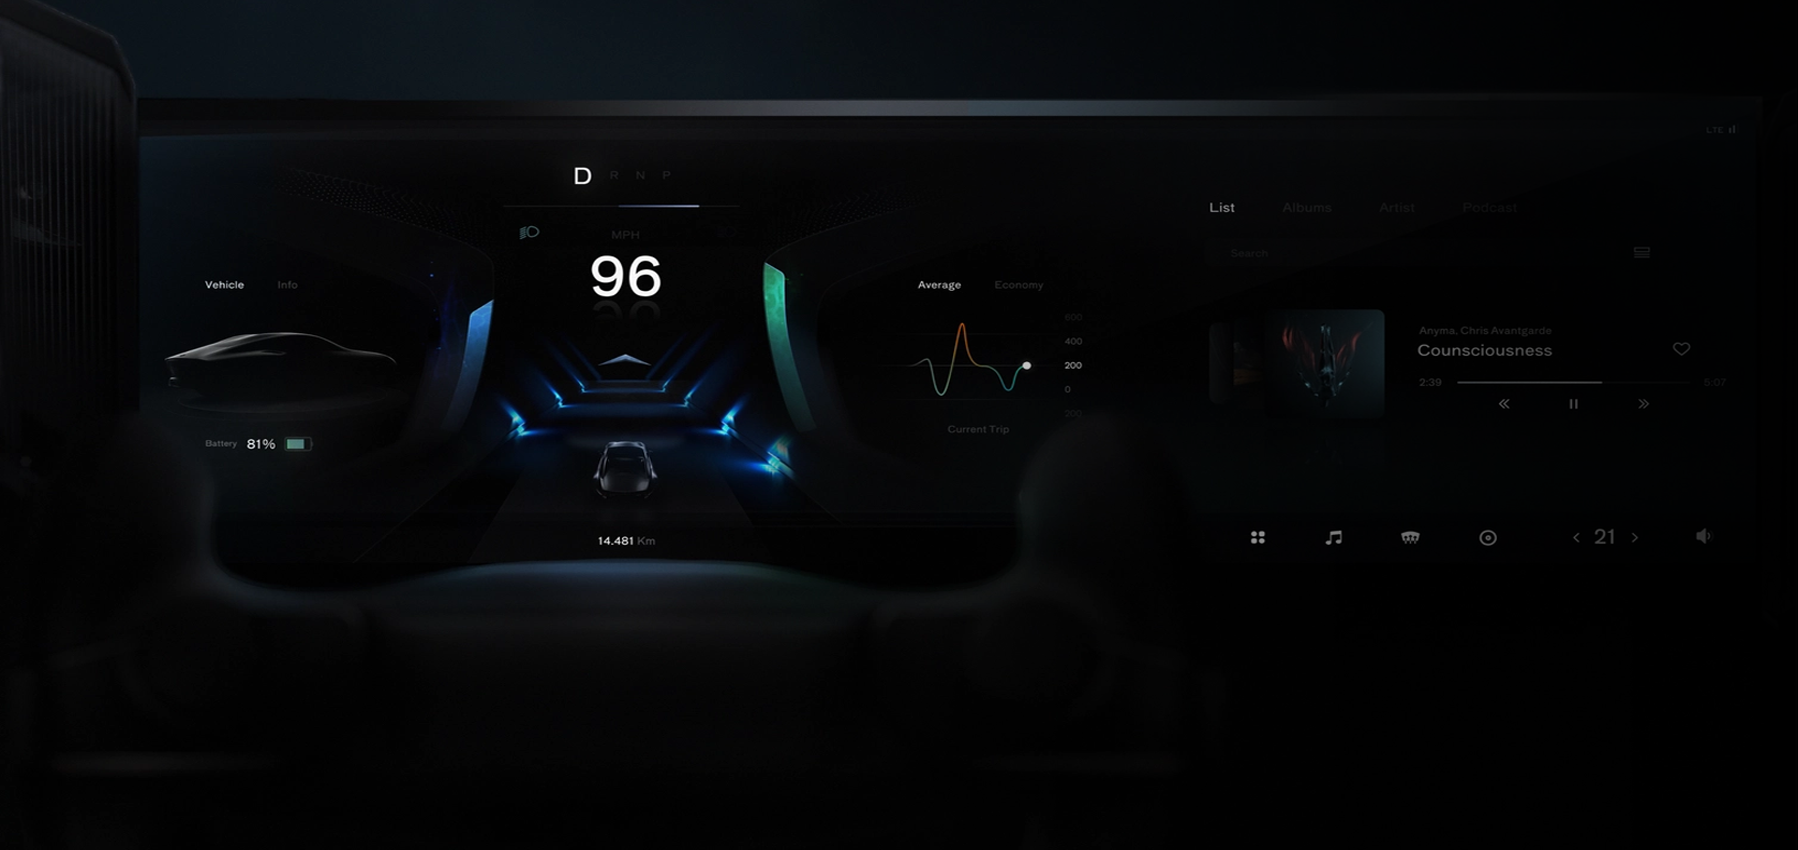 LTE
D R N P
MPH
96
Vehicle Info
Battery 81%
14.481 Km
Average Economy
600
400
200
0
200
Current Trip
List Albums Artist Podcast
Search
Anyma, Chris Avantgarde
Counsciousness
2:39 5:07
21